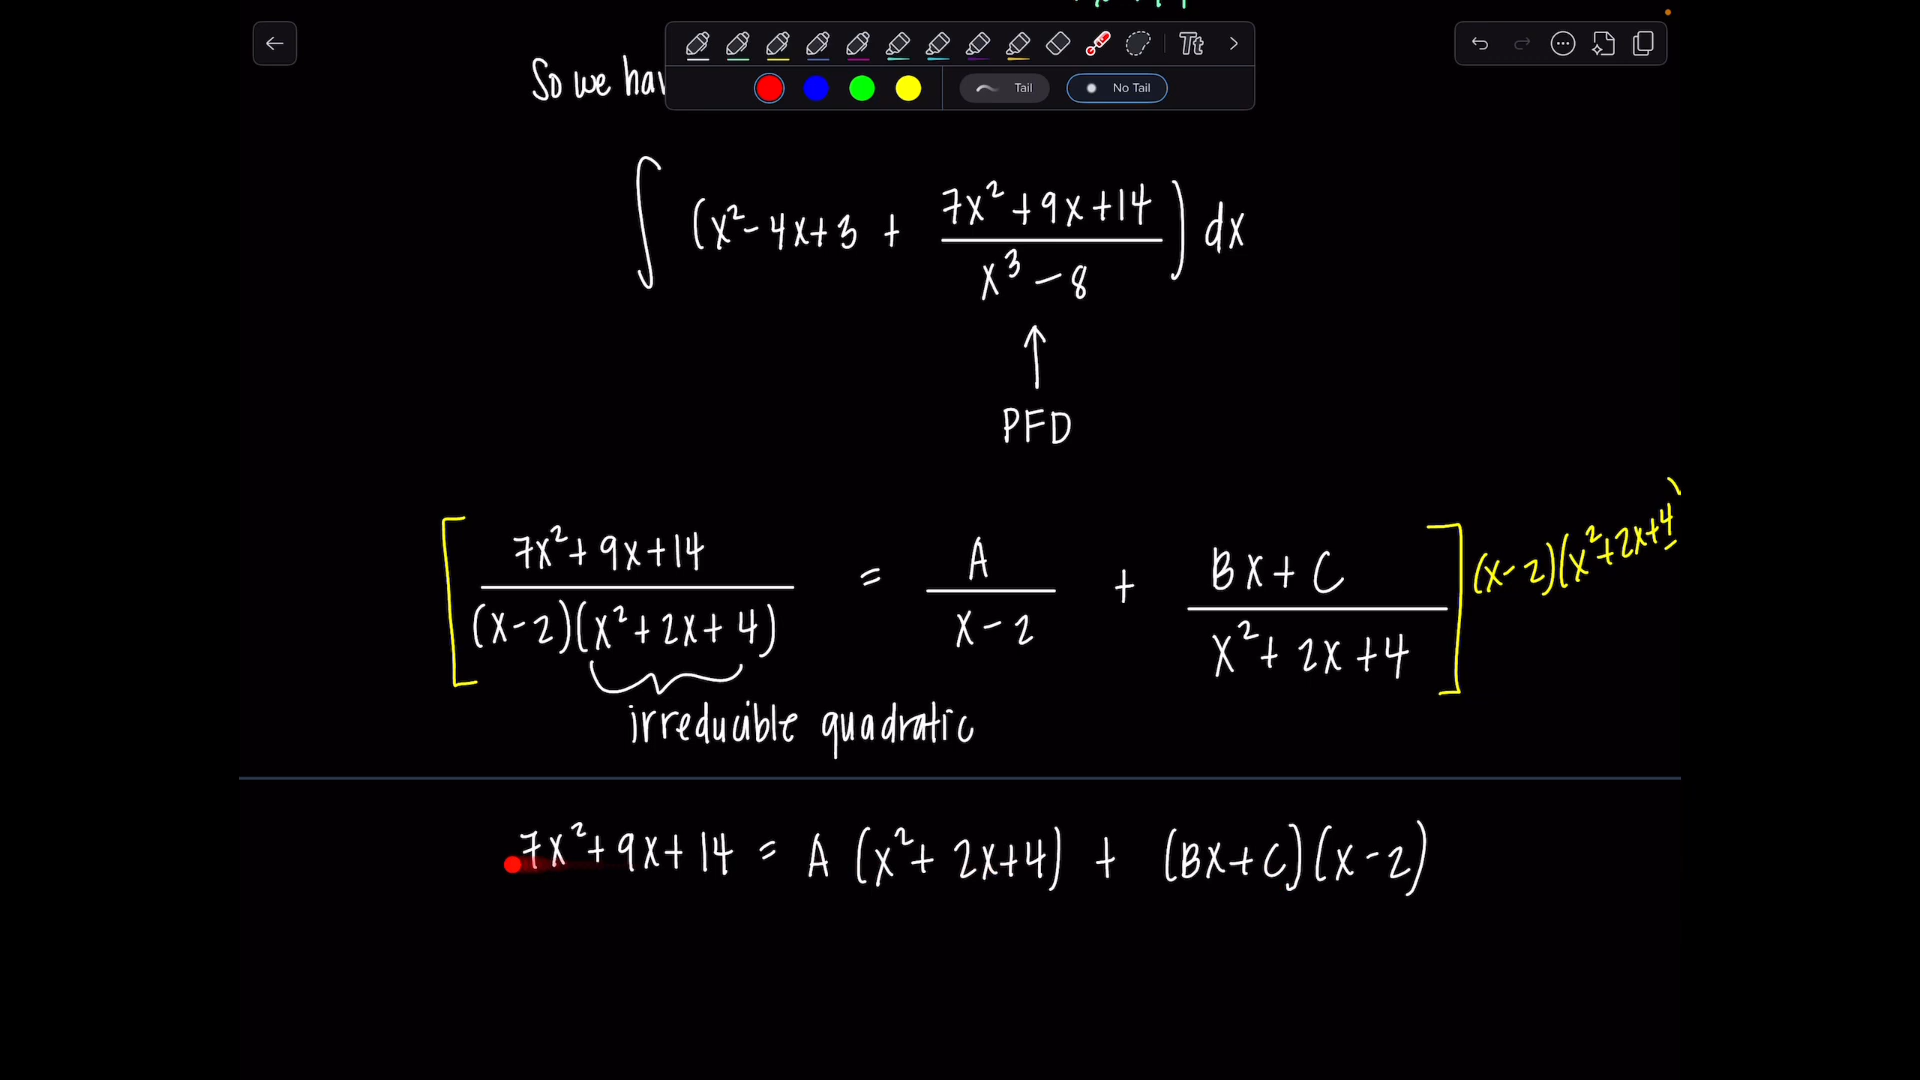 Tt
Tail
No Tail
So we hav
∫ (x² - 4x + 3 + (7x² + 9x + 14)/(x³ - 8)) dx
↑
PFD
[ (7x² + 9x + 14)/((x - 2)(x² + 2x + 4)) = A/(x - 2) + (Bx + C)/(x² + 2x + 4) ] (x - 2)(x² + 2x + 4)
irreducible quadratic
7x² + 9x + 14 = A (x² + 2x + 4) + (Bx + C)(x - 2)